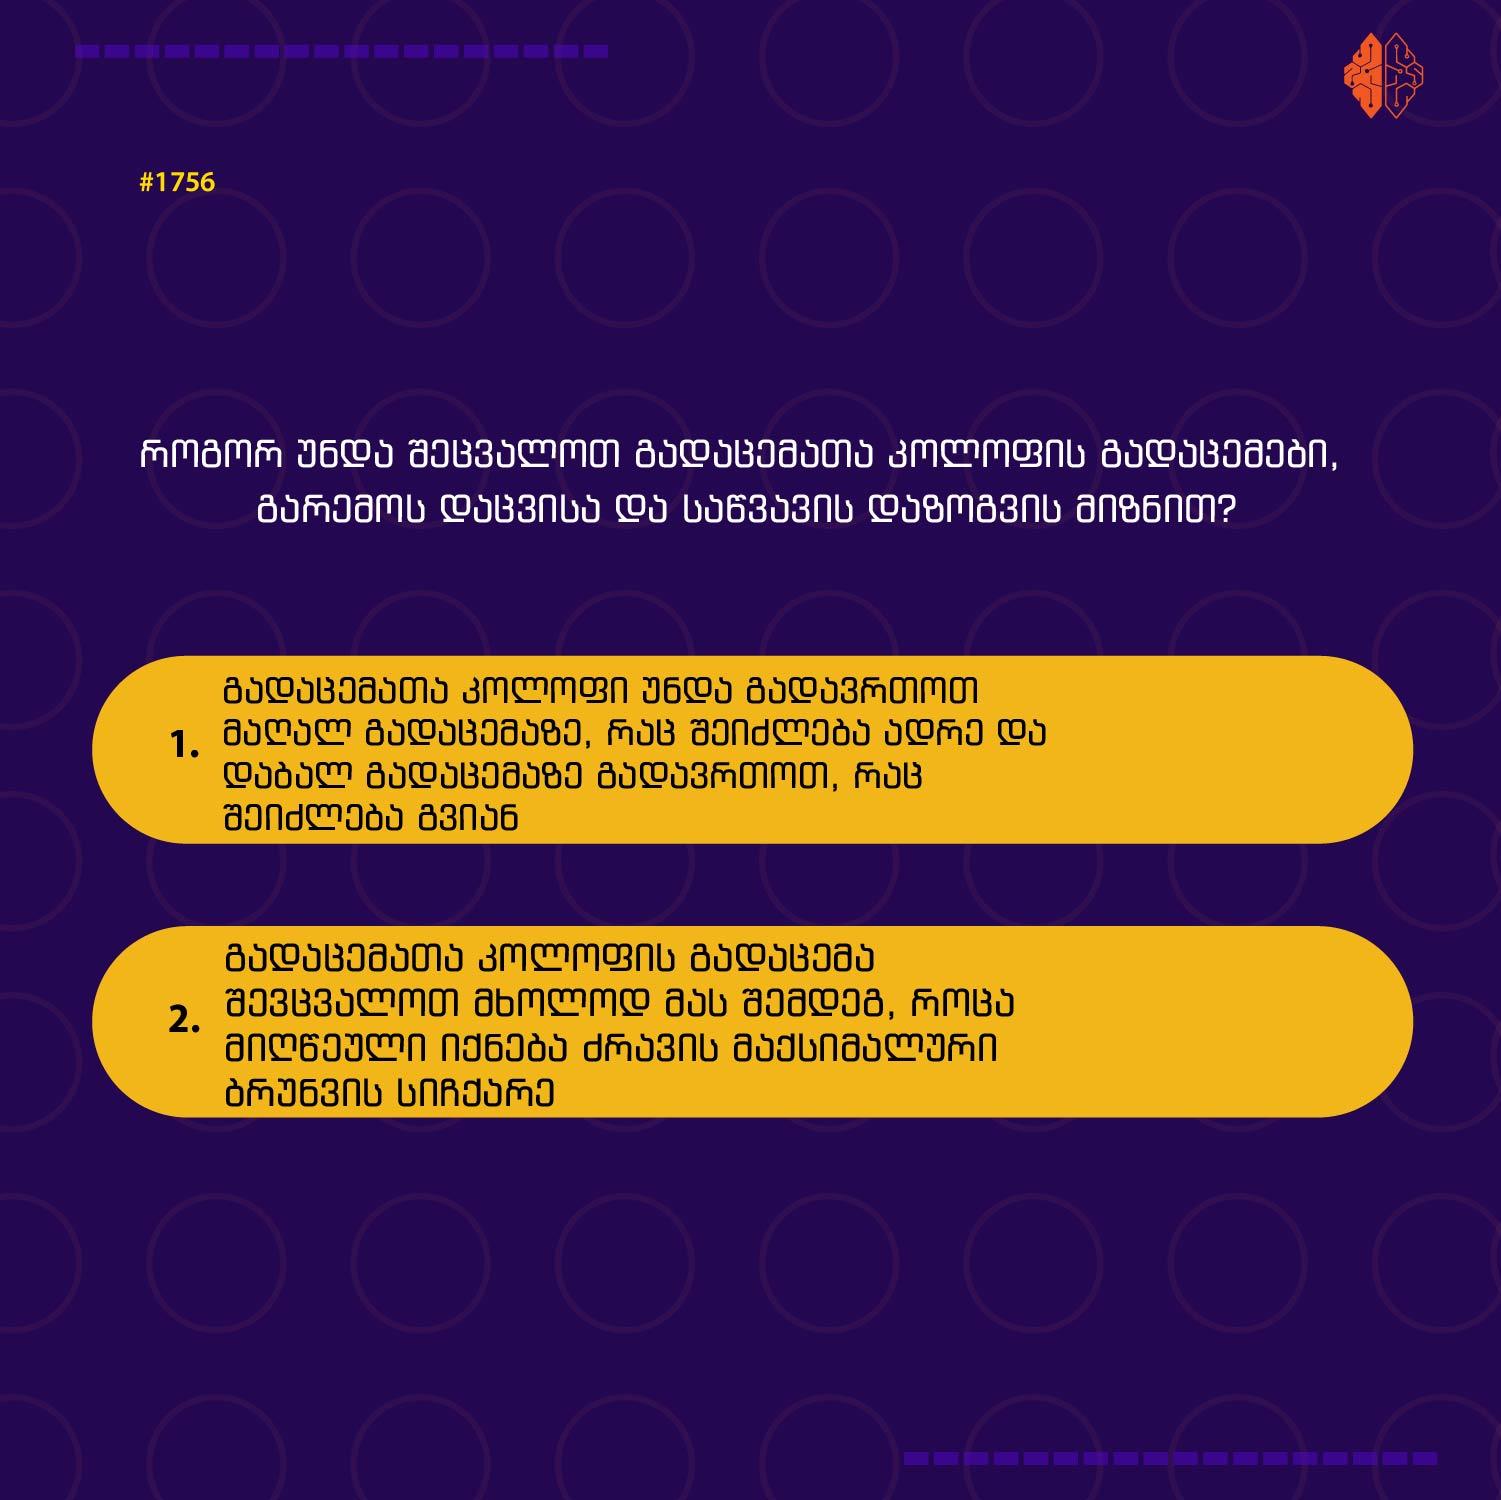 #1756
როგორ უნდა შეცვალოთ გადაცემათა კოლოფის გადაცემები,
გარემოს დაცვისა და საწვავის დაზოგვის მიზნით?
გადაცემათა კოლოფი უნდა გადავრთოთ
1. მაღალ გადაცემაზე, რაც შეიძლება ადრე და
დაბალ გადაცემაზე გადავრთოთ, რაც
შეიძლება გვიან
გადაცემათა კოლოფის გადაცემა
2. შევცვალოთ მხოლოდ მას შემდეგ, როცა
მიღწეული იქნება ძრავის მაქსიმალური
ბრუნვის სიჩქარე